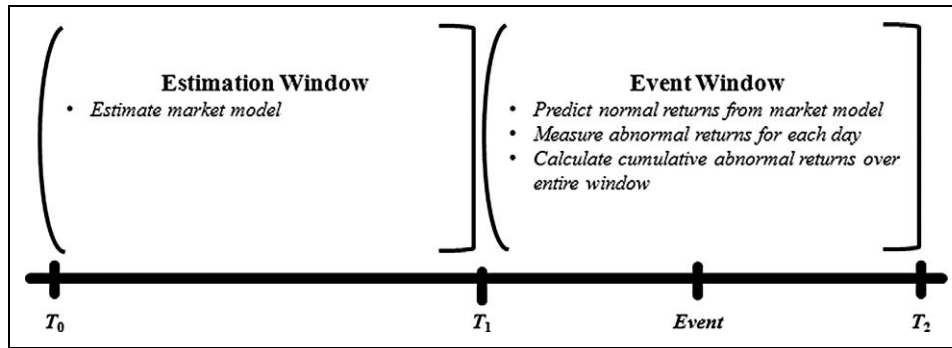 Estimation Window
• Estimate market model
Event Window
• Predict normal returns from market model
• Measure abnormal returns for each day
• Calculate cumulative abnormal returns over
entire window
T₀
T₁
Event
T₂